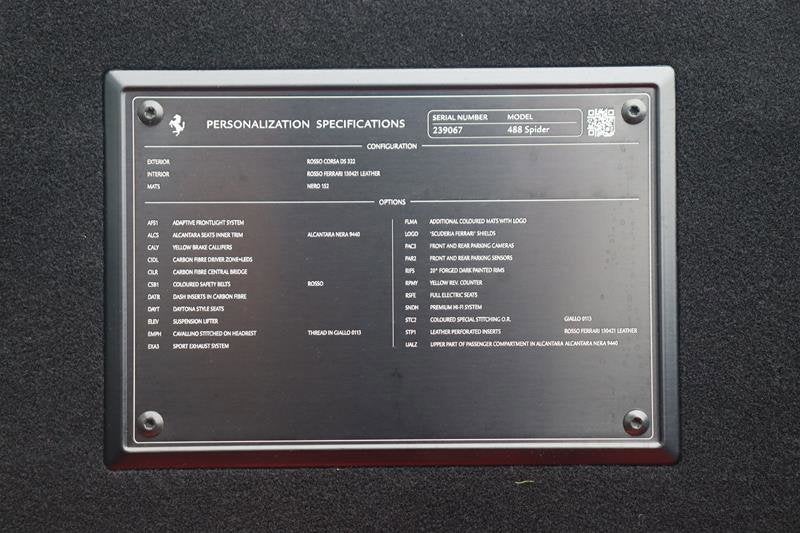 PERSONALIZATION SPECIFICATIONS
SERIAL NUMBER MODEL
239067 488 Spider
CONFIGURATION
EXTERIOR ROSSO CORSA DS 322
INTERIOR ROSSO FERRARI 130421 LEATHER
MATS NERO 152
OPTIONS
AFS1 ADAPTIVE FRONTLIGHT SYSTEM
ALCS ALCANTARA SEATS INNER TRIM ALCANTARA NERA 9440
CALY YELLOW BRAKE CALLIPERS
CIDL CARBON FIBRE DRIVER ZONE+LEDS
CILR CARBON FIBRE CENTRAL BRIDGE
CSB1 COLOURED SAFETY BELTS ROSSO
DATR DASH INSERTS IN CARBON FIBRE
DAYT DAYTONA STYLE SEATS
ELEV SUSPENSION LIFTER
EMPH CAVALLINO STITCHED ON HEADREST THREAD IN GIALLO 0113
EXA3 SPORT EXHAUST SYSTEM
FLMA ADDITIONAL COLOURED MATS WITH LOGO
LOGO "SCUDERIA FERRARI" SHIELDS
PAC3 FRONT AND REAR PARKING CAMERAS
PAR2 FRONT AND REAR PARKING SENSORS
RIFS 20" FORGED DARK PAINTED RIMS
RPMY YELLOW REV. COUNTER
RSFE FULL ELECTRIC SEATS
SNDH PREMIUM HI-FI SYSTEM
STC2 COLOURED SPECIAL STITCHING O.R. GIALLO 0113
STP1 LEATHER PERFORATED INSERTS ROSSO FERRARI 130421 LEATHER
UALZ UPPER PART OF PASSENGER COMPARTMENT IN ALCANTARA ALCANTARA NERA 9440